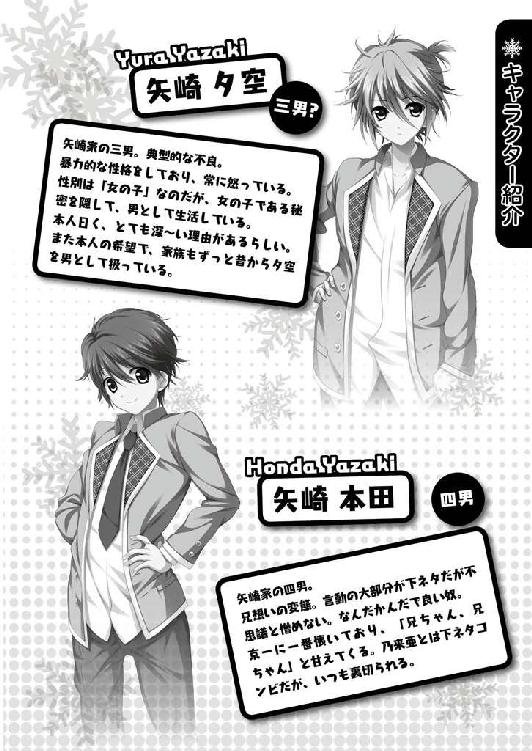 キャラクター紹介
Yura Yazaki
矢崎 夕空
三男?
矢崎家の三男。典型的な不良。
暴力的な性格をしており、常に怒っている。
性別は「女の子」なのだが、女の子である秘
密を隠して、男として生活している。
本人曰く、とても深〜い理由があるらしい。
また本人の希望で、家族もずっと昔から夕空
を男として扱っている。
Honda Yazaki
矢崎 本田
四男
矢崎家の四男。
兄想いの変態。言動の大部分が下ネタだが不
思議と憎めない。なんだかんだで良い奴。
京一に一番懐いており、「兄ちゃん、兄
ちゃん」と甘えてくる。乃来亜とは下ネタコ
ンビだが、いつも裏切られる。